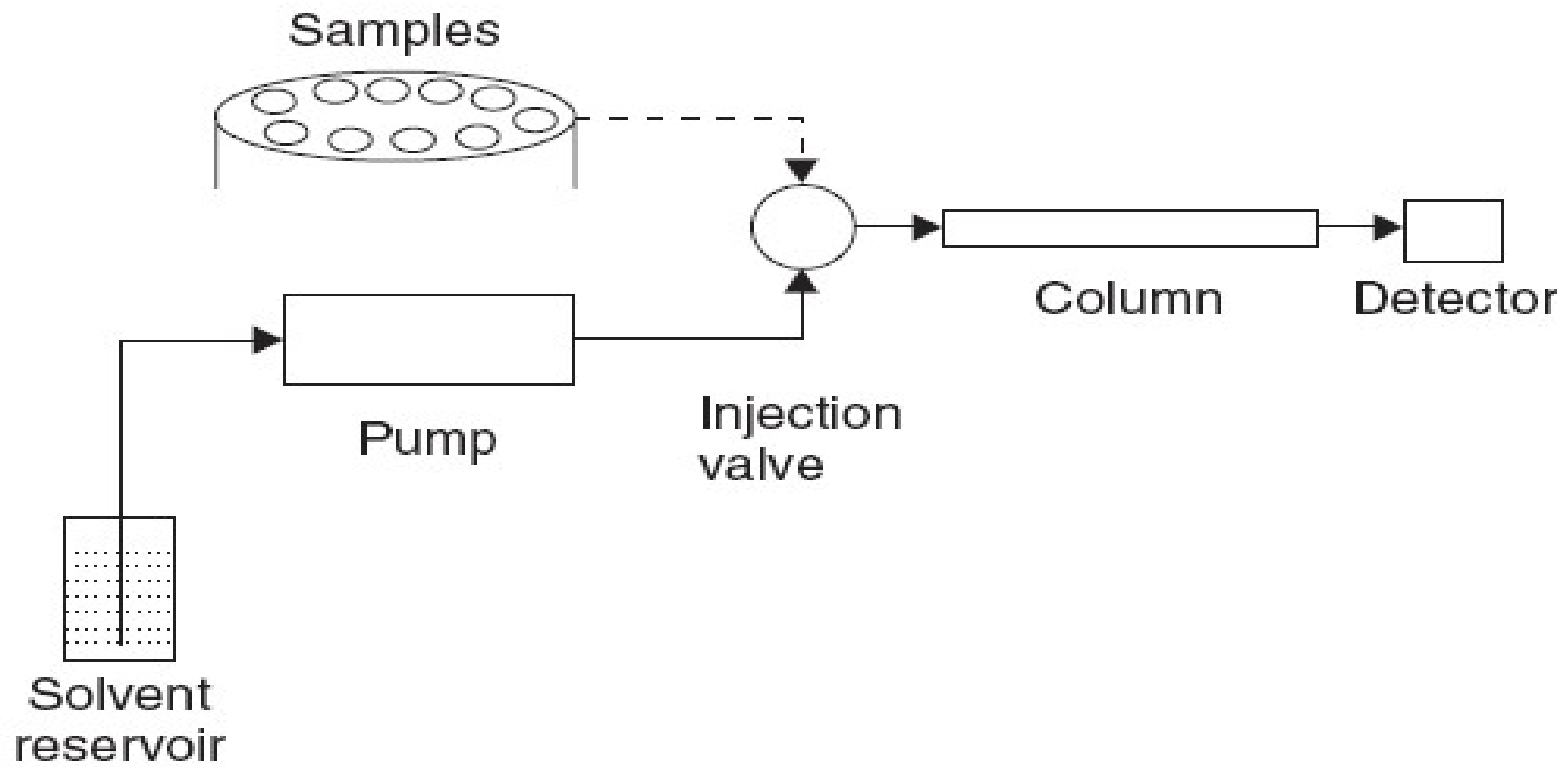 Samples
Column
Detector
Pump
Injection
valve
Solvent
reservoir